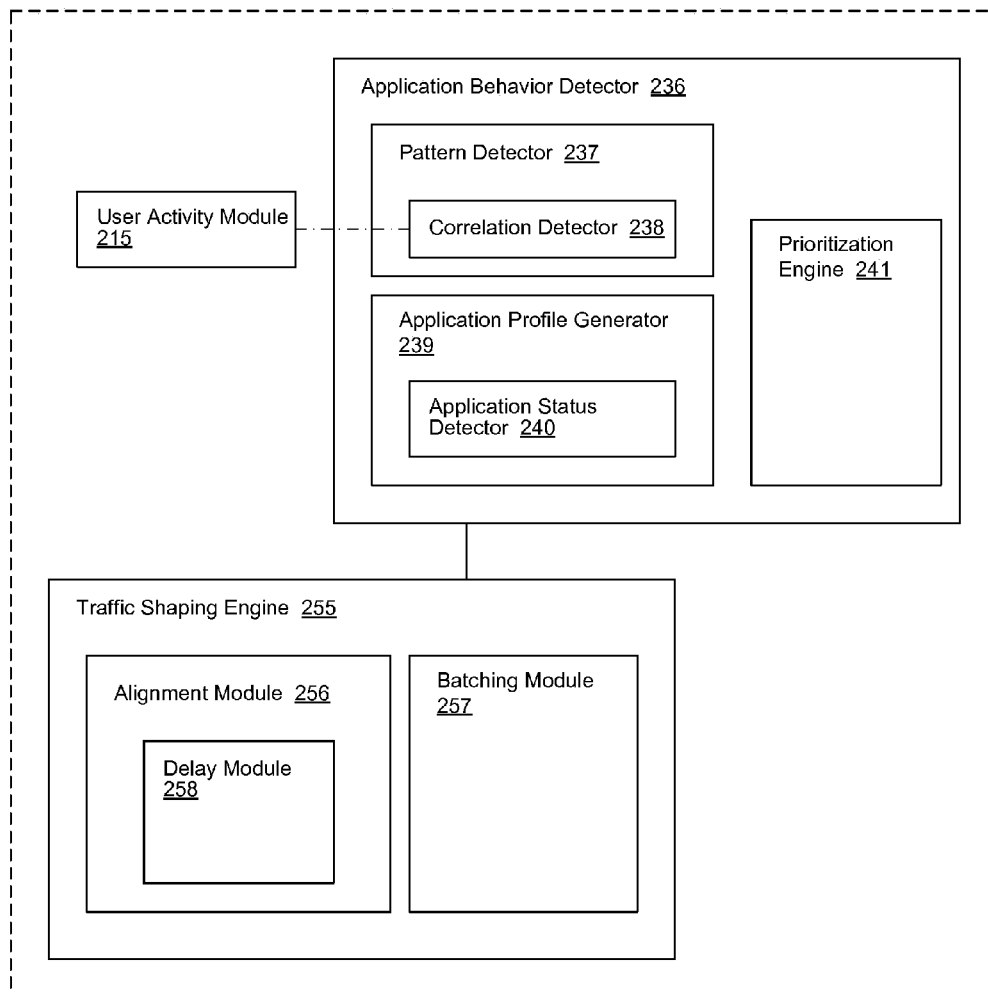 Application Behavior Detector 236
Pattern Detector 237
User Activity Module
215
Correlation Detector 238
Prioritization
Engine 241
Application Profile Generator
239
Application Status
Detector 240
Traffic Shaping Engine 255
Alignment Module 256
Batching Module
257
Delay Module
258